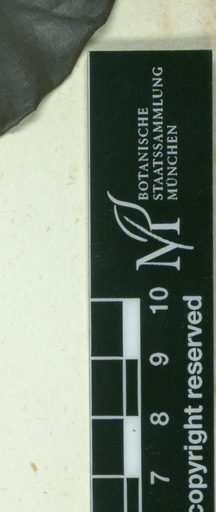 BOTANISCHE
STAATSSAMMLUNG
MÜNCHEN
10
9
8
7
copyright reserved